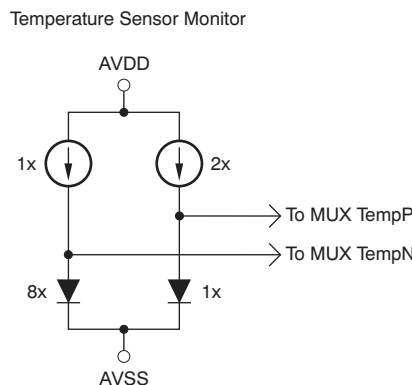 Temperature Sensor Monitor
AVDD
1x
2x
To MUX TempP
To MUX TempN
8x
1x
AVSS